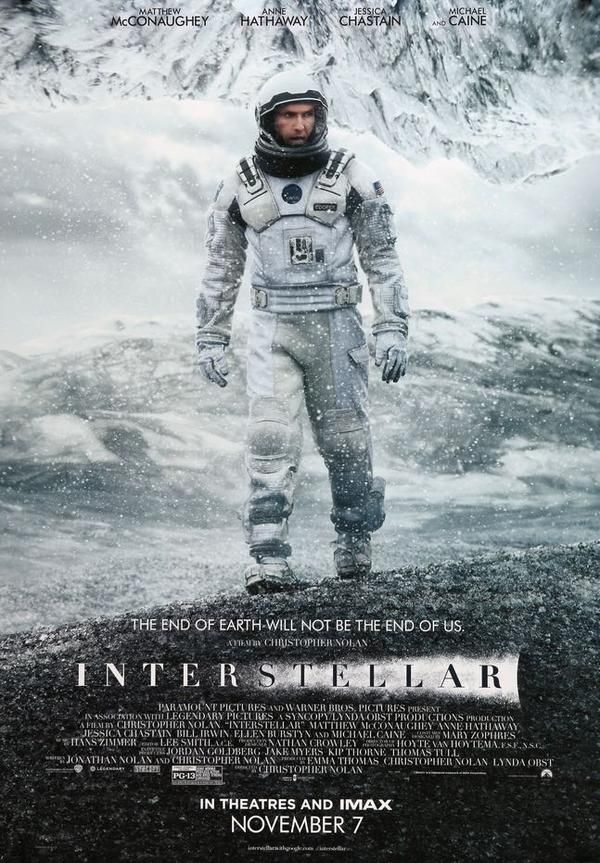 MATTHEW ANNE JESSICA MICHAEL
McCONAUGHEY HATHAWAY CHASTAIN AND CAINE
COOPER
THE END OF EARTH WILL NOT BE THE END OF US.
A FILM BY CHRISTOPHER NOLAN
INTERSTELLAR
PARAMOUNT PICTURES AND WARNER BROS. PICTURES PRESENT
IN ASSOCIATION WITH LEGENDARY PICTURES A SYNCOPY/LYNDA OBST PRODUCTIONS PRODUCTION
A FILM BY CHRISTOPHER NOLAN "INTERSTELLAR" MATTHEW McCONAUGHEY ANNE HATHAWAY
JESSICA CHASTAIN BILL IRWIN ELLEN BURSTYN AND MICHAEL CAINE MARY ZOPHRES
HANS ZIMMER LEE SMITH, A.C.E. NATHAN CROWLEY HOYTE VAN HOYTEMA, F.S.F., N.S.C.
JORDAN GOLDBERG JAKE MYERS KIP THORNE THOMAS TULL
JONATHAN NOLAN AND CHRISTOPHER NOLAN EMMA THOMAS CHRISTOPHER NOLAN LYNDA OBST
CHRISTOPHER NOLAN
LEGENDARY PG-13
IN THEATRES AND IMAX
NOVEMBER 7